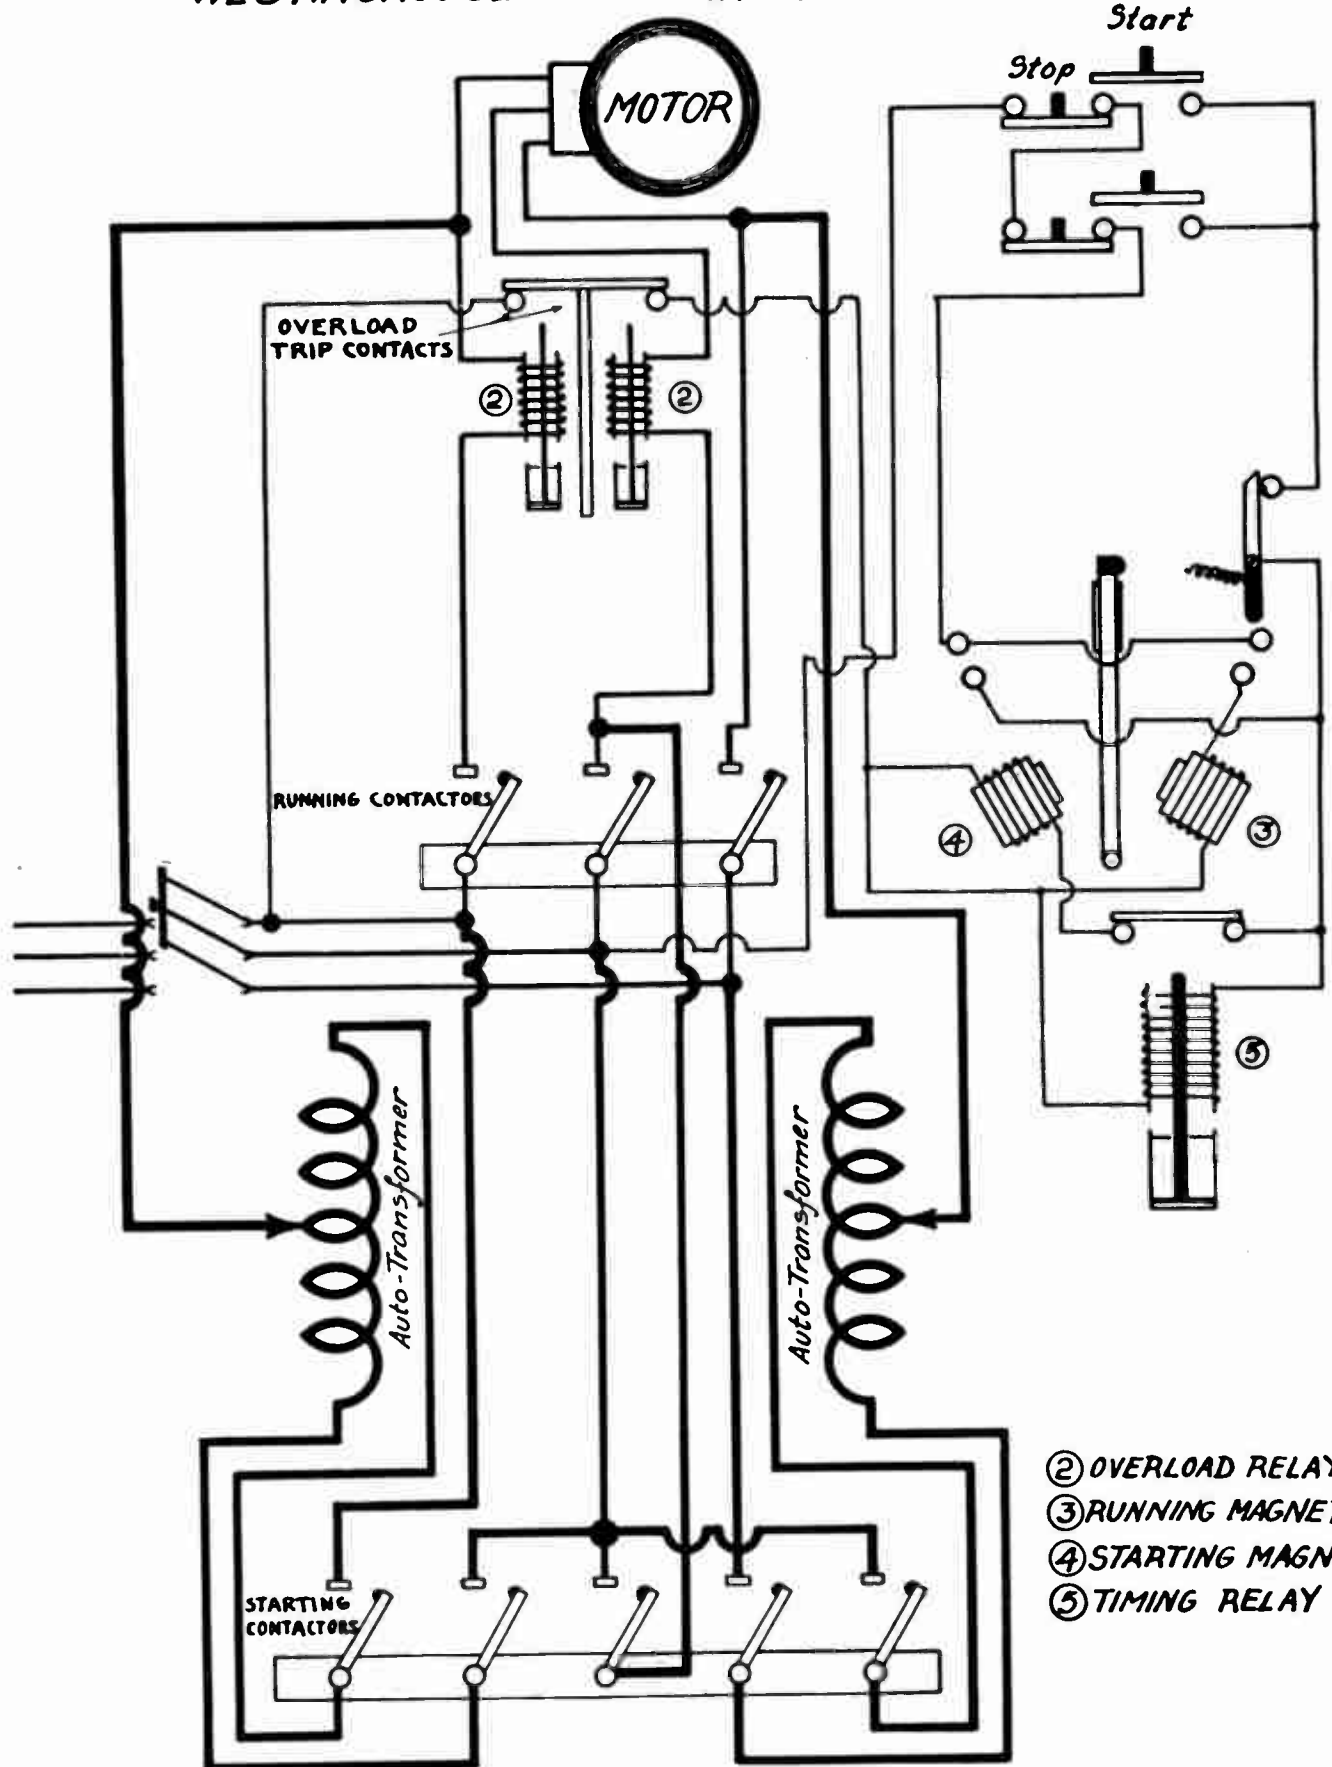 MOTOR
Start
Stop
OVERLOAD
TRIP CONTACTS
②
②
RUNNING CONTACTORS
④
③
⑤
Auto-Transformer
Auto-Transformer
STARTING
CONTACTORS
② OVERLOAD RELAY
③ RUNNING MAGNET
④ STARTING MAGN
⑤ TIMING RELAY